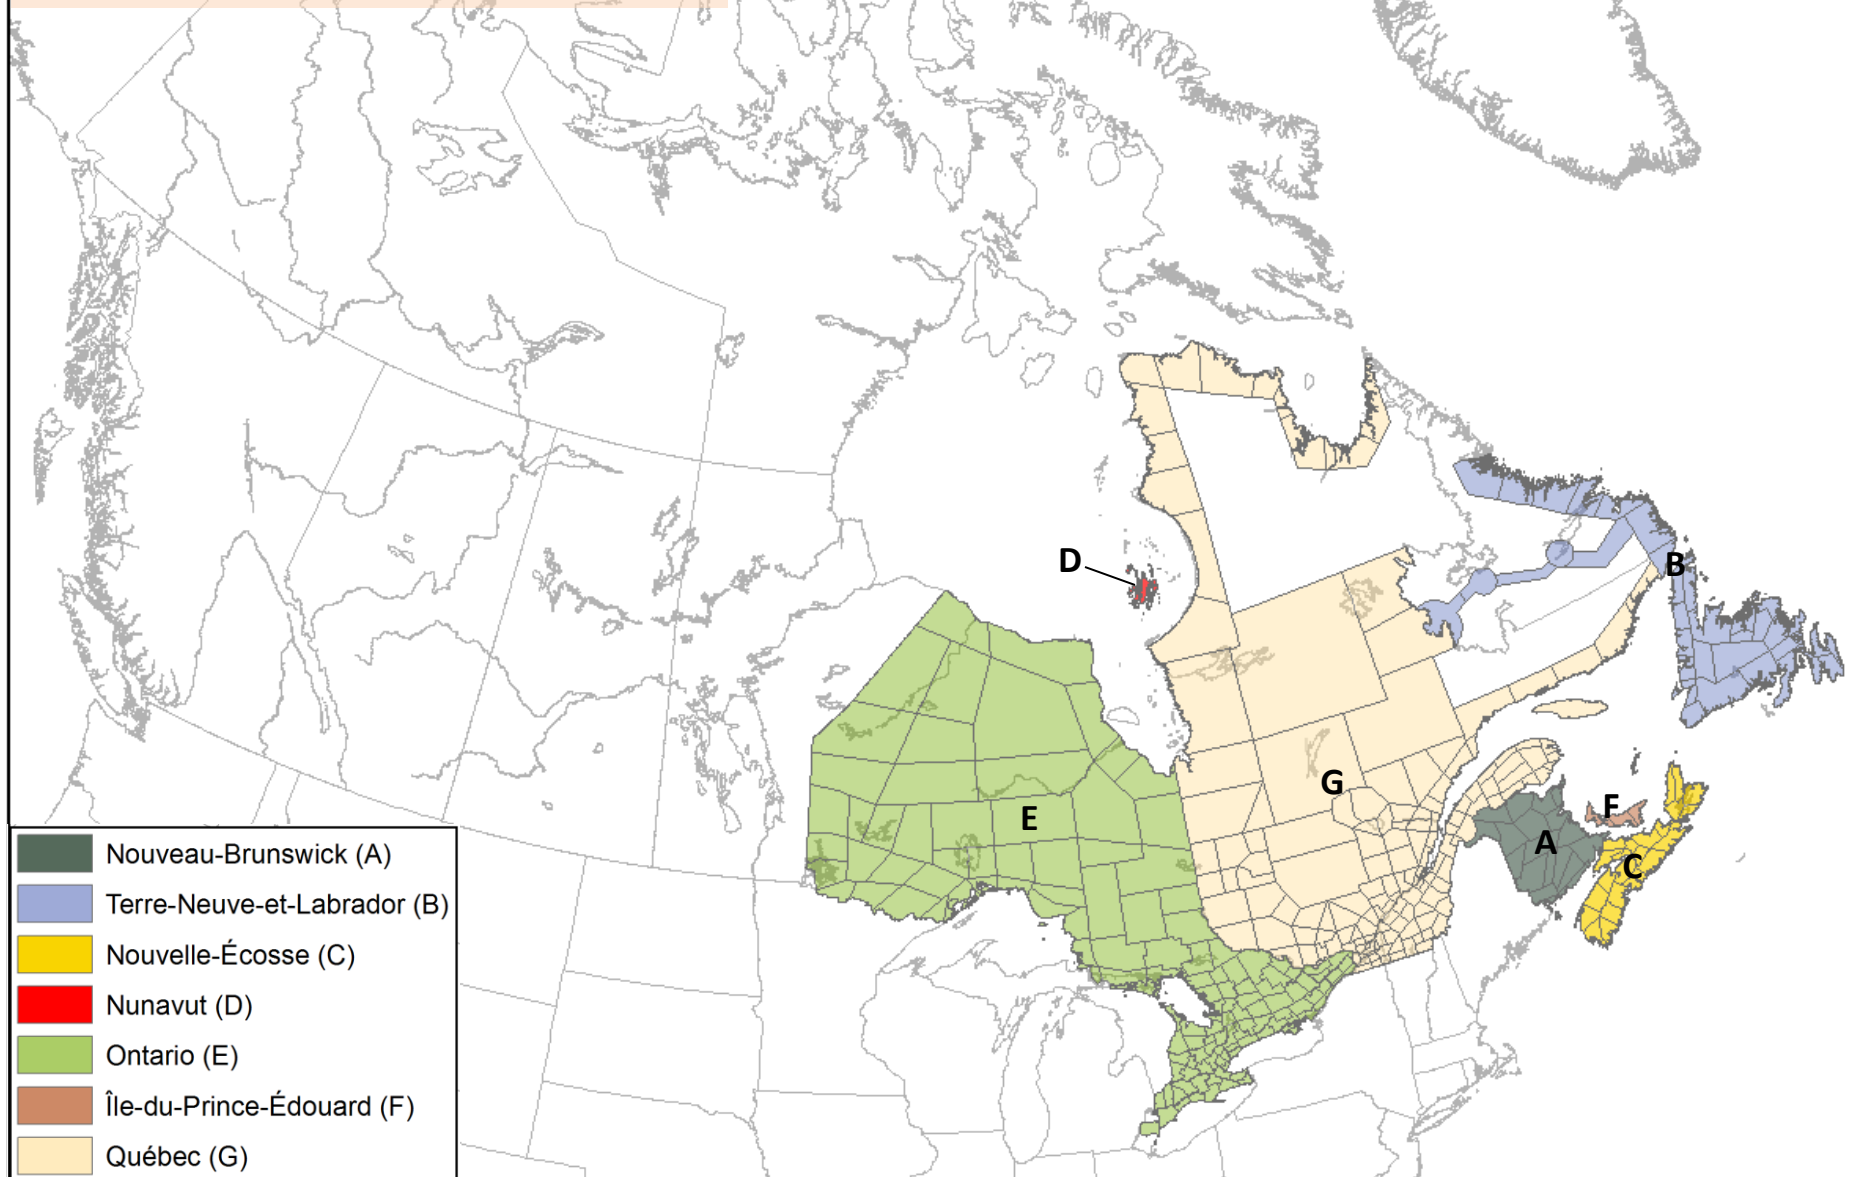 D
B
G
E
F
A
C
Nouveau-Brunswick (A)
Terre-Neuve-et-Labrador (B)
Nouvelle-Écosse (C)
Nunavut (D)
Ontario (E)
Île-du-Prince-Édouard (F)
Québec (G)